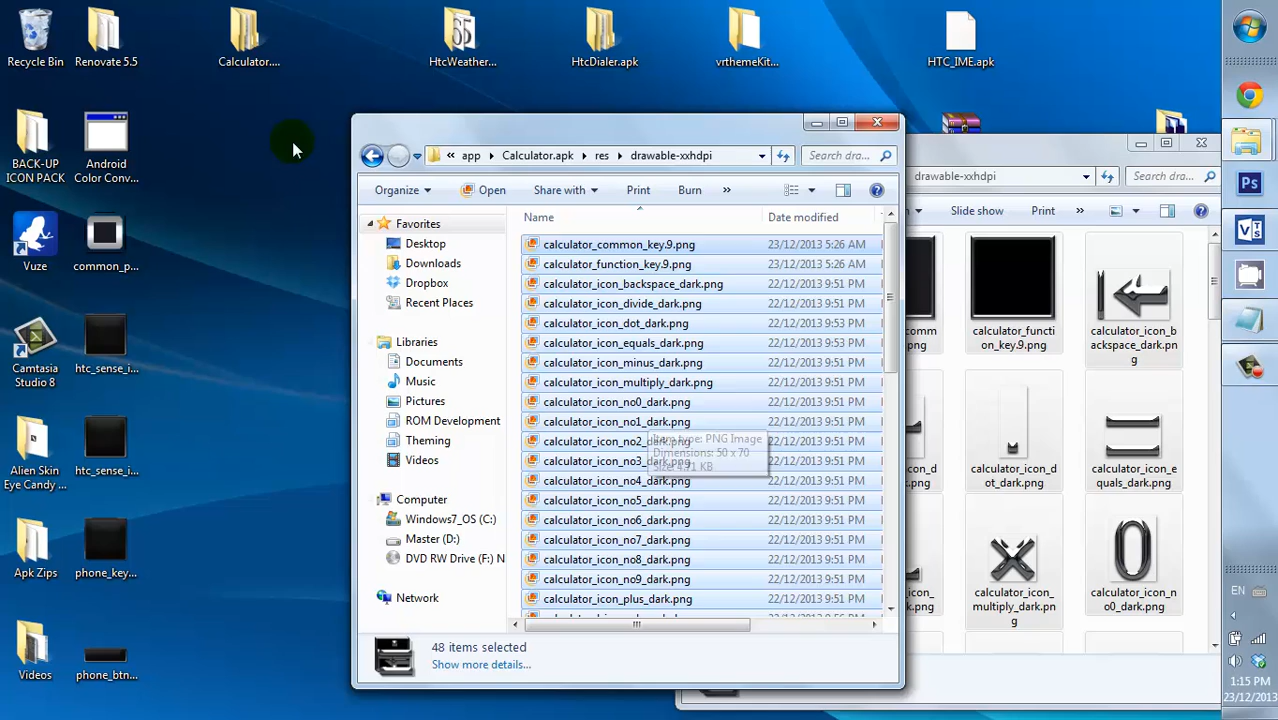 Recycle Bin
Renovate 5.5
Calculator....
HtcWeather...
HtcDialer.apk
vrthemeKit...
HTC_IME.apk
BACK-UP
ICON PACK
Android
Color Conv...
Vuze
common_p...
Camtasia
Studio 8
htc_sense_i...
Alien Skin
Eye Candy ...
htc_sense_i...
Apk Zips
phone_key...
Videos
phone_btn...
« app
Calculator.apk
res
drawable-xxhdpi
Search dra...
Organize
Open
Share with
Print
Burn
»
Name
Date modified
Favorites
Desktop
Downloads
Dropbox
Recent Places
Libraries
Documents
Music
Pictures
ROM Development
Theming
Videos
Computer
Windows7_OS (C:)
Master (D:)
DVD RW Drive (F:) N
Network
calculator_common_key.9.png 23/12/2013 5:26 AM
calculator_function_key.9.png 23/12/2013 5:26 AM
calculator_icon_backspace_dark.png 22/12/2013 9:51 PM
calculator_icon_divide_dark.png 22/12/2013 9:51 PM
calculator_icon_dot_dark.png 22/12/2013 9:53 PM
calculator_icon_equals_dark.png 22/12/2013 9:53 PM
calculator_icon_minus_dark.png 22/12/2013 9:51 PM
calculator_icon_multiply_dark.png 22/12/2013 9:51 PM
calculator_icon_no0_dark.png 22/12/2013 9:51 PM
calculator_icon_no1_dark.png 22/12/2013 9:51 PM
calculator_icon_no2_dark.png 22/12/2013 9:51 PM
calculator_icon_no3_dark.png 22/12/2013 9:51 PM
calculator_icon_no4_dark.png 22/12/2013 9:51 PM
calculator_icon_no5_dark.png 22/12/2013 9:51 PM
calculator_icon_no6_dark.png 22/12/2013 9:51 PM
calculator_icon_no7_dark.png 22/12/2013 9:51 PM
calculator_icon_no8_dark.png 22/12/2013 9:51 PM
calculator_icon_no9_dark.png 22/12/2013 9:51 PM
calculator_icon_plus_dark.png 22/12/2013 9:51 PM
type: PNG Image
Dimensions: 50 x 70
48 items selected
Show more details...
drawable-xxhdpi
Search dra...
Slide show
Print
»
calculator_functi
on_key.9.png
calculator_icon_b
ackspace_dark.pn
g
calculator_icon_d
ot_dark.png
calculator_icon_e
quals_dark.png
calculator_icon_
multiply_dark.pn
g
calculator_icon_n
o0_dark.png
Ps
EN
1:15 PM
23/12/2013